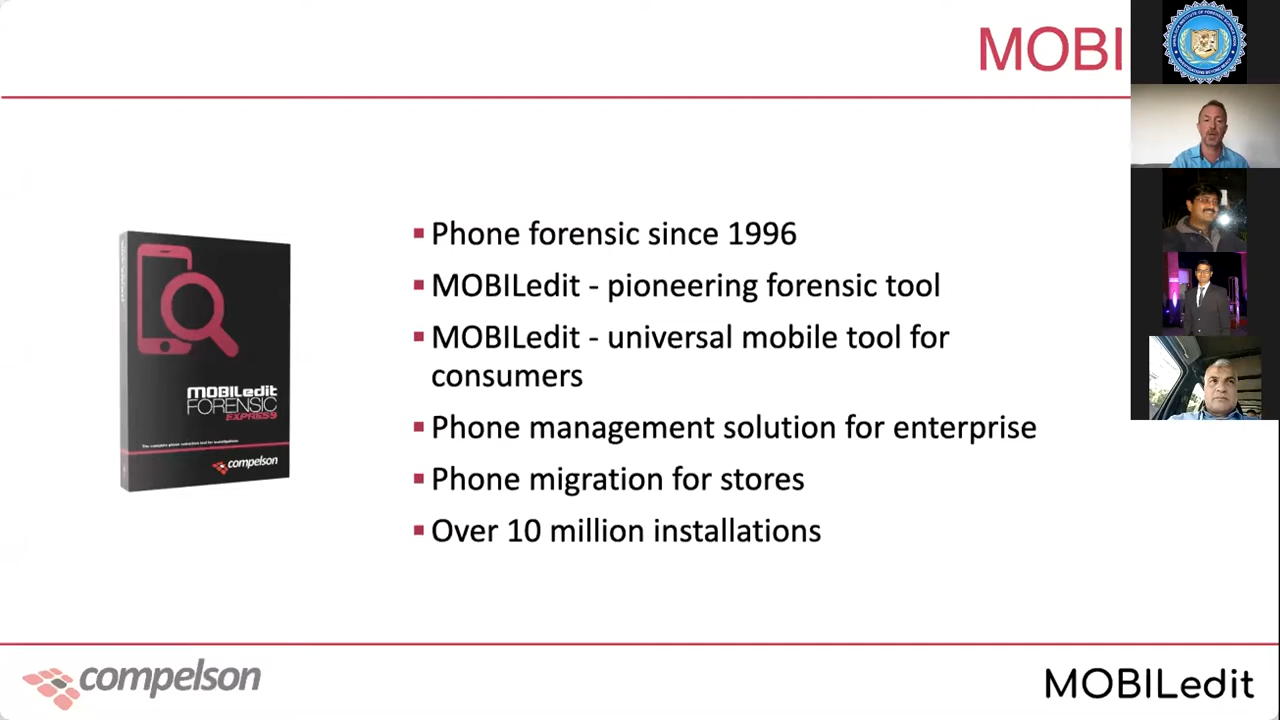 MOBI
Phone forensic since 1996
MOBILedit - pioneering forensic tool
MOBILedit - universal mobile tool for
consumers
Phone management solution for enterprise
Phone migration for stores
Over 10 million installations
MOBILedit
FORENSIC
EXPRESS
compelson
compelson
MOBILedit